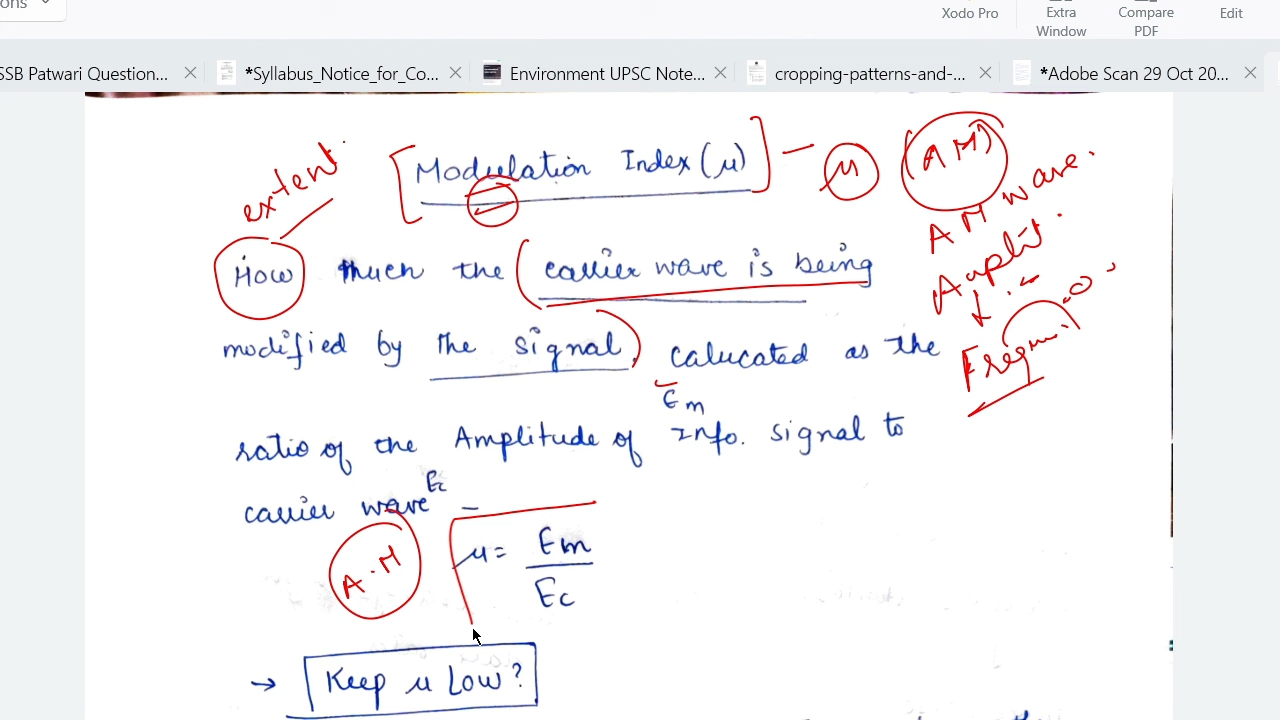 ons
Xodo Pro
Extra Window
Compare PDF
Edit
SSB Patwari Question...
*Syllabus_Notice_for_Co...
Environment UPSC Note...
cropping-patterns-and-...
*Adobe Scan 29 Oct 20...
extent
Modulation Index (μ)
μ
(AM)
AM wave.
How much the carrier wave is being
modified by the signal, calucated as the
Freq
Em
ratio of the Amplitude of Info. signal to
Ec
carrier wave -
A.M
μ = Em
Ec
→ Keep μ Low?